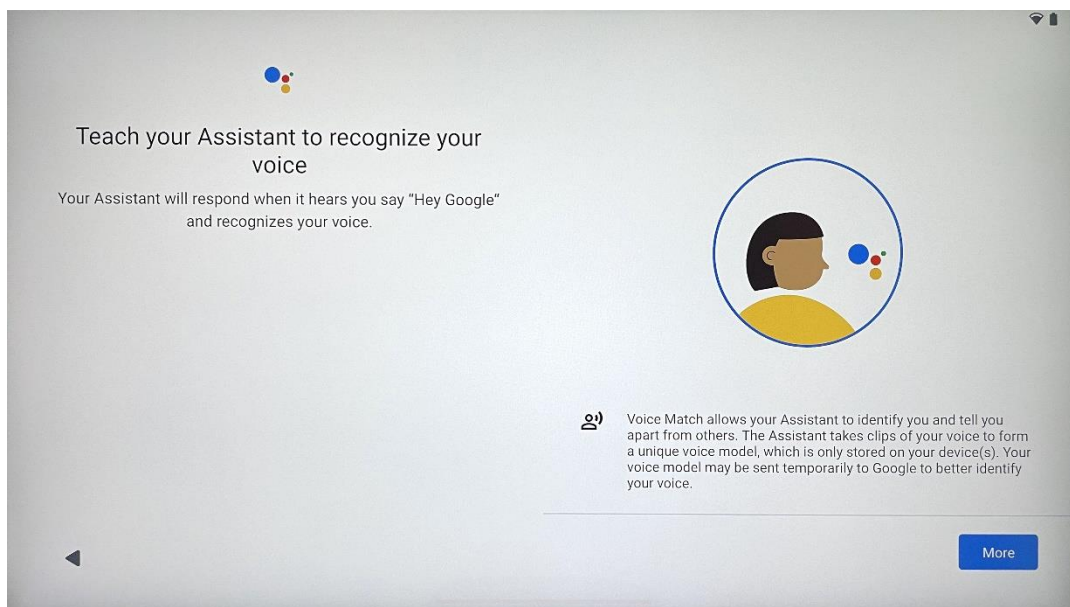 Teach your Assistant to recognize your
voice
Your Assistant will respond when it hears you say “Hey Google“
and recognizes your voice.
Voice Match allows your Assistant to identify you and tell you
apart from others. The Assistant takes clips of your voice to form
a unique voice model, which is only stored on your device(s). Your
voice model may be sent temporarily to Google to better identify
your voice.
More